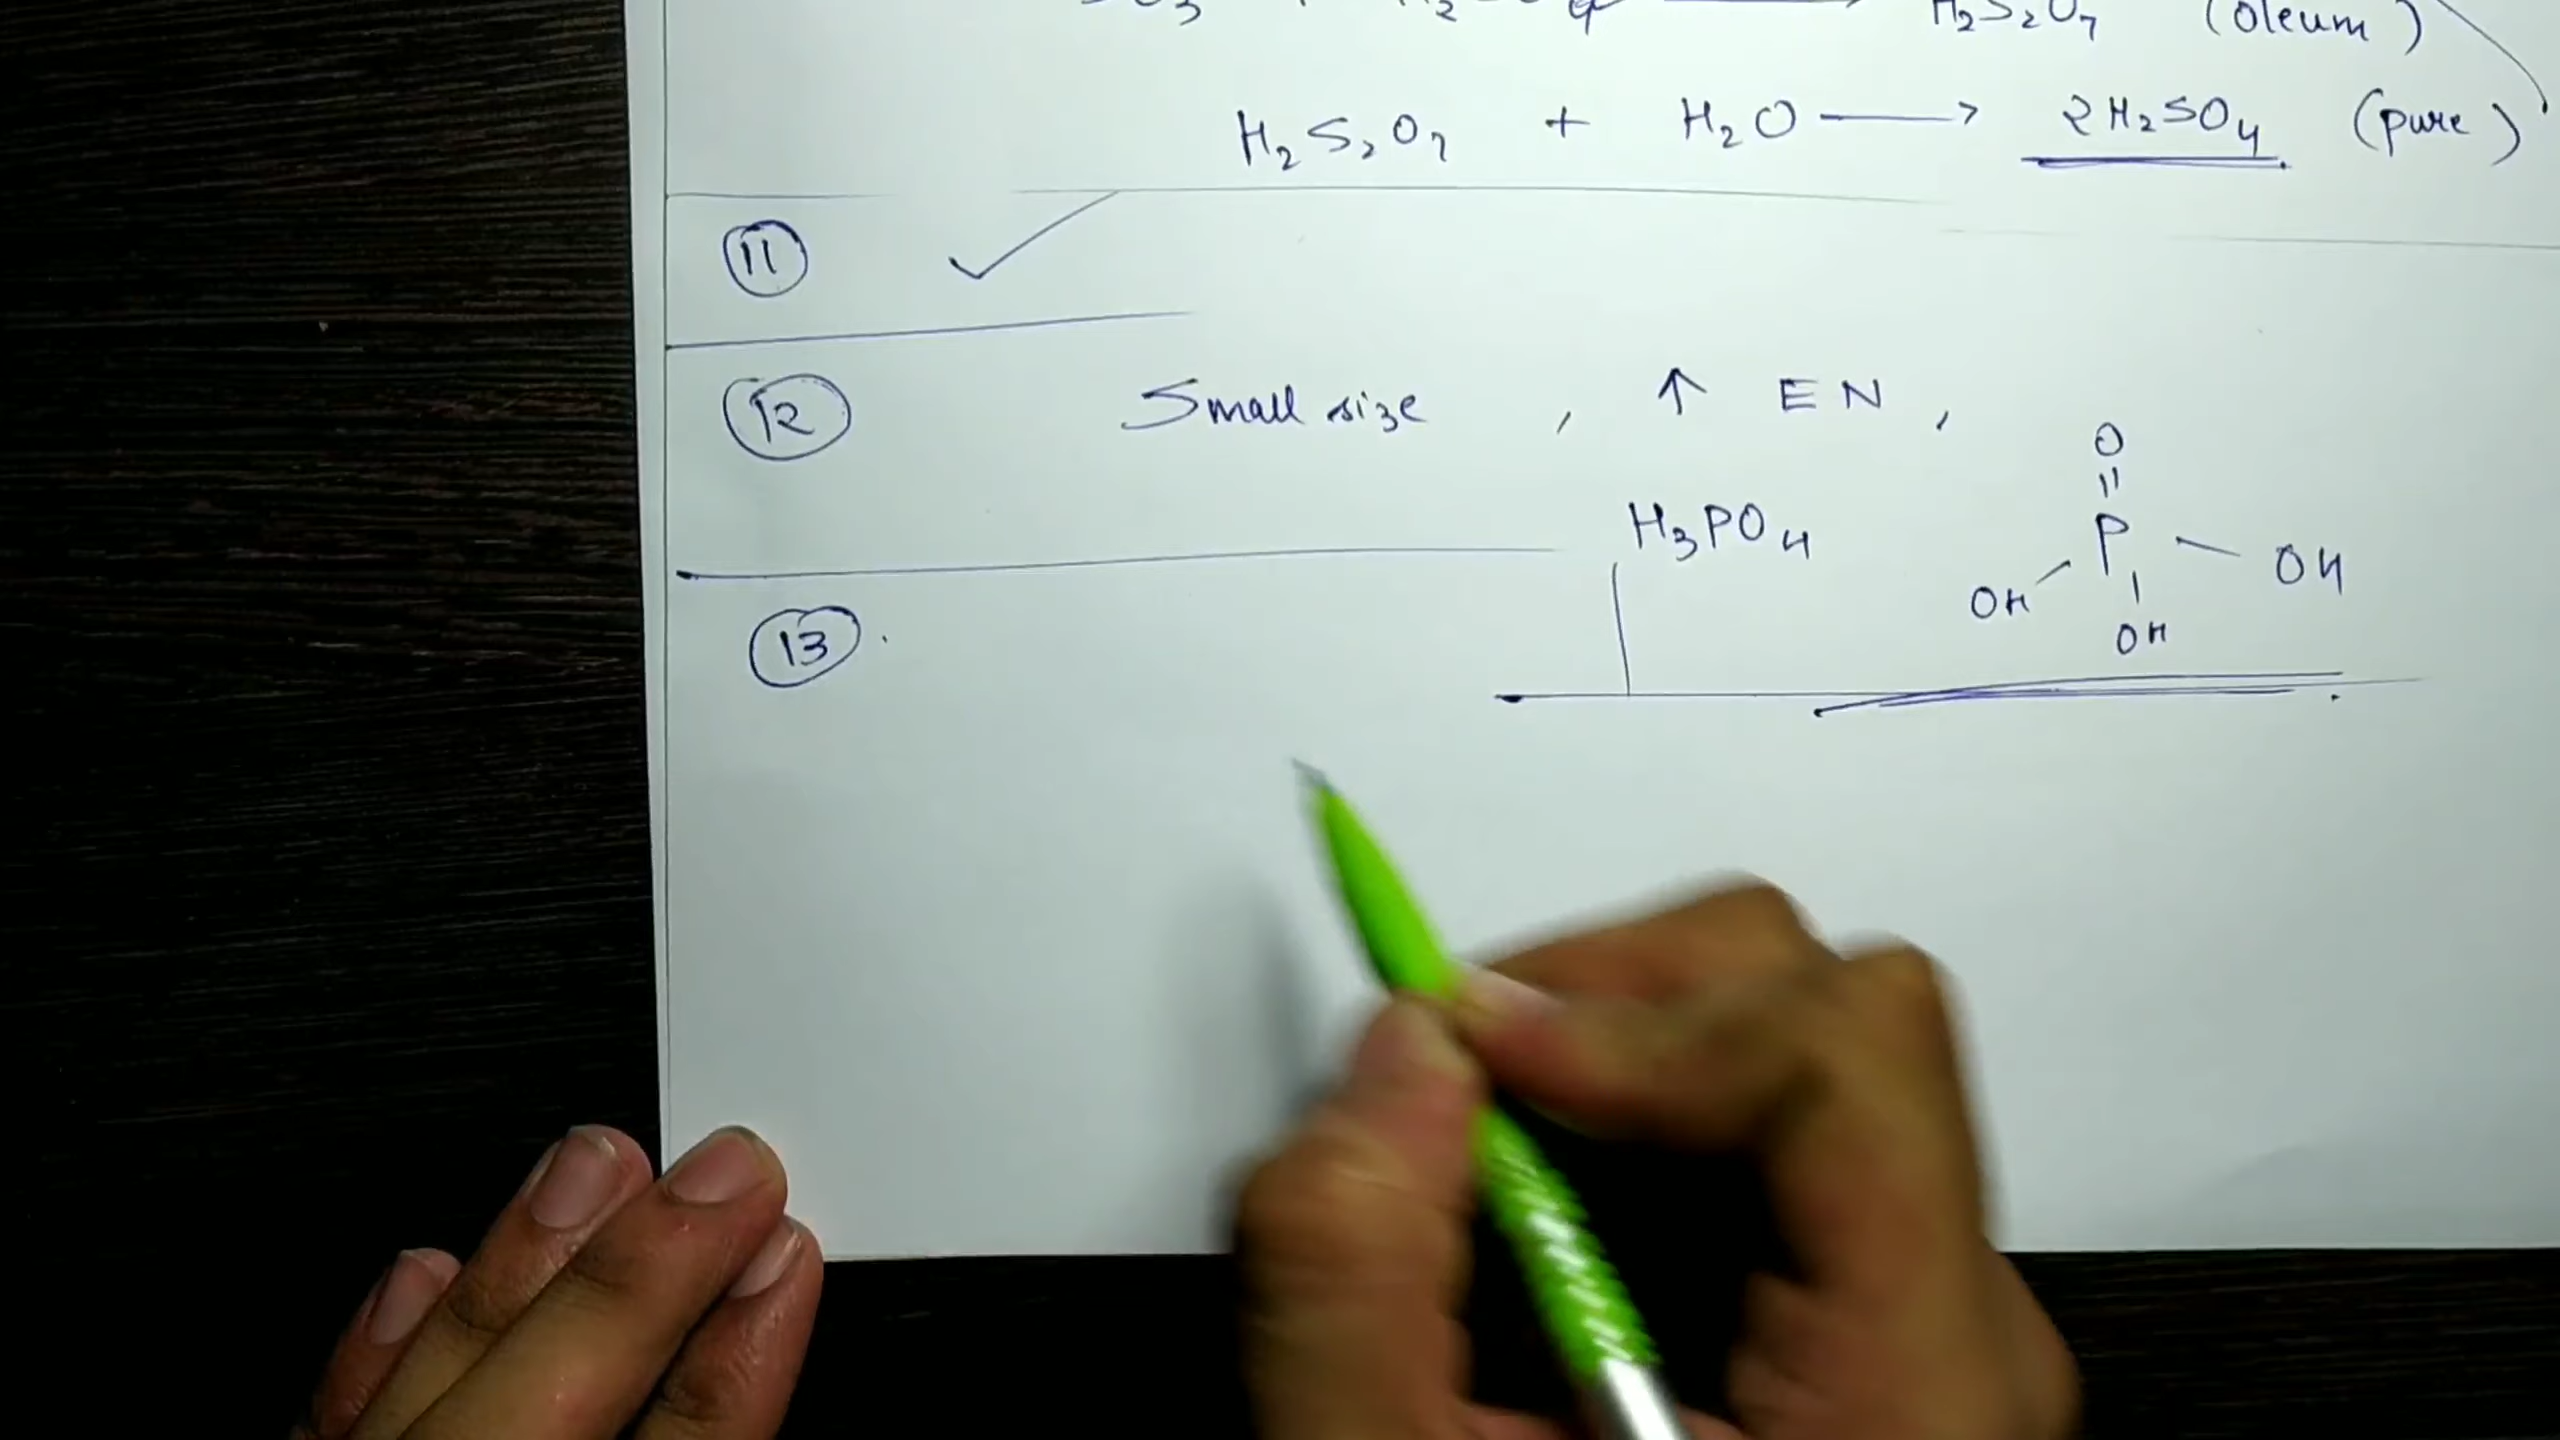 H₂S₂O₇ (Oleum)
H₂S₂O₇ + H₂O ⟶ 2H₂SO₄ (pure)
11 ✓
12 Small size , ↑ EN ,
O
||
H₃PO₄ P
OH OH
OH
13 .